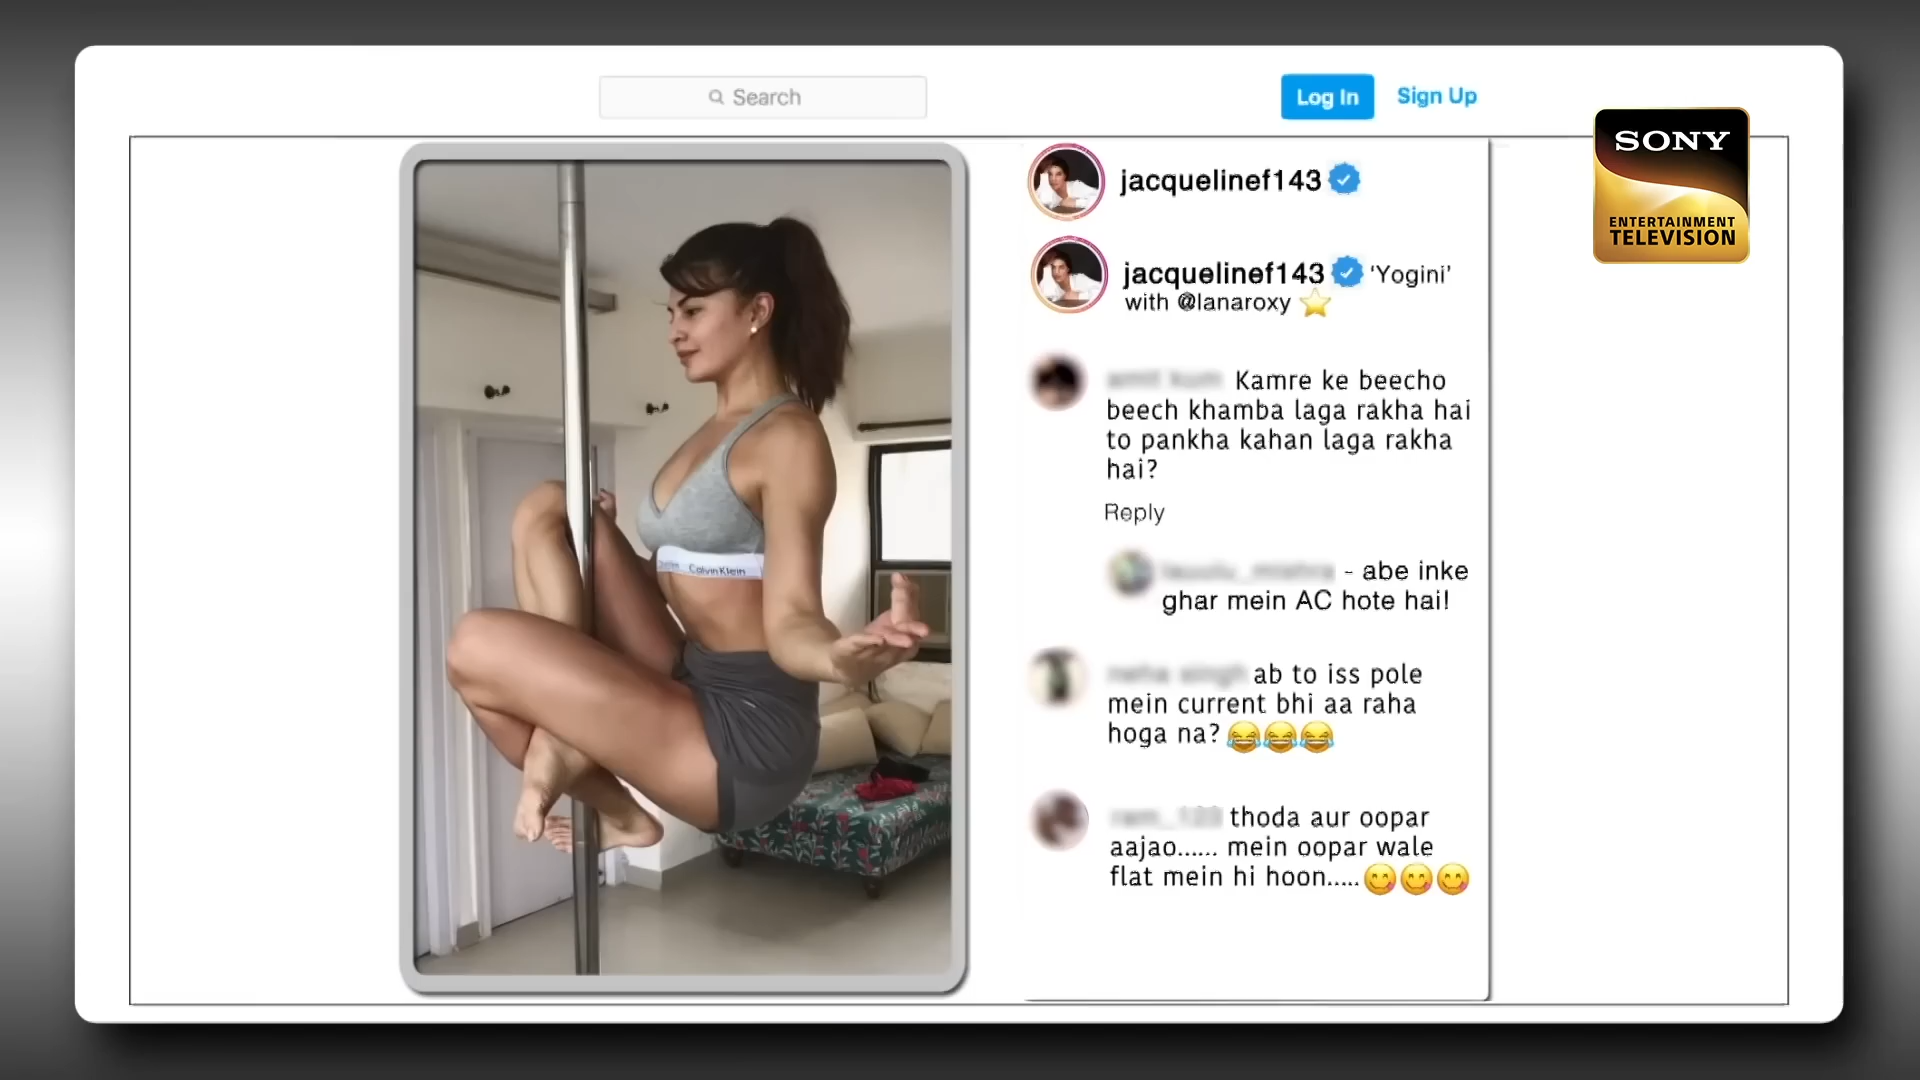 Search
Log In
Sign Up
SONY
ENTERTAINMENT
TELEVISION
jacquelinef143
jacquelinef143 'Yogini'
with @lanaroxy ⭐
Kamre ke beecho
beech khamba laga rakha hai
to pankha kahan laga rakha
hai?
Reply
- abe inke
ghar mein AC hote hai!
ab to iss pole
mein current bhi aa raha
hoga na? 😂😂😂
thoda aur oopar
aajao...... mein oopar wale
flat mein hi hoon..... 😋😋😋
Calvin Klein